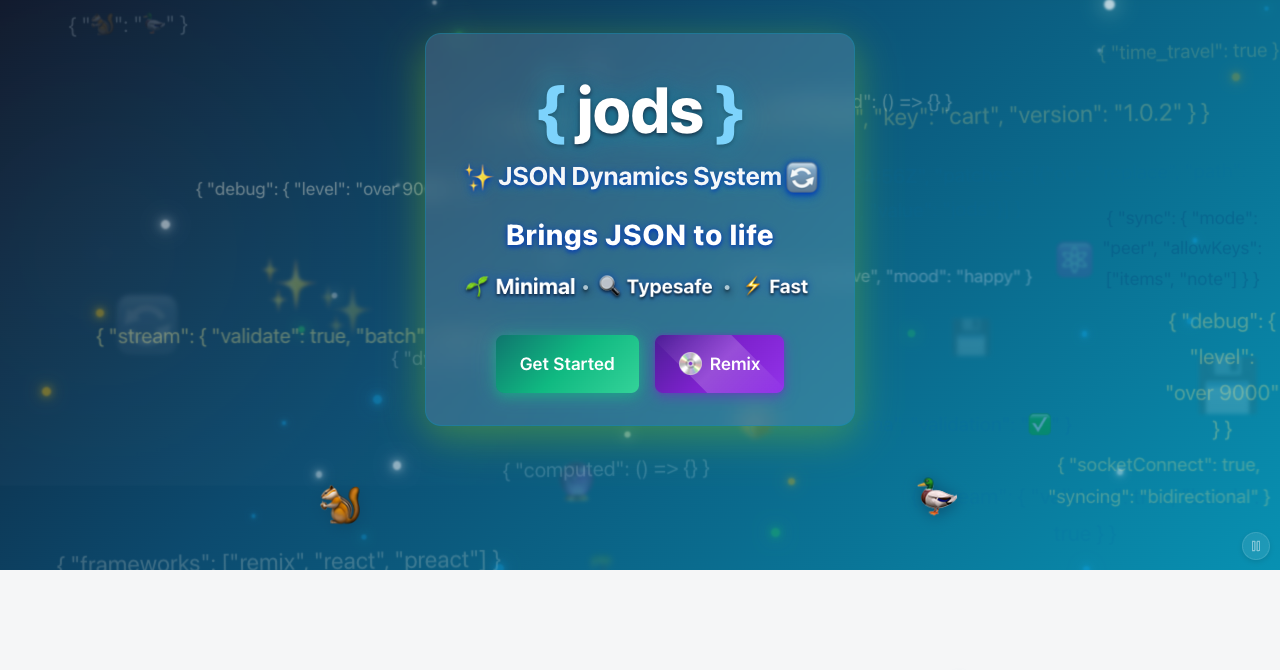 { "🐿️": "🦆" }
{ "time_travel": true }
{ jods }
d": () => {} }
", "key": "cart", "version": "1.0.2" } }
✨ JSON Dynamics System 🔄
{ "debug": { "level": "over 900
{ "sync": { "mode":
"peer", "allowKeys":
["items", "note"] } }
Brings JSON to life
ve", "mood": "happy" }
🌱 Minimal • 🔍 Typesafe • ⚡ Fast
{ "stream": { "validate": true, "batch"
{ "d
{ "debug": {
"level":
"over 9000"
} }
Get Started
💿 Remix
{ "computed": () => {} }
{ "socketConnect": true,
"syncing": "bidirectional" }
{ "frameworks": ["remix", "react", "preact"] }